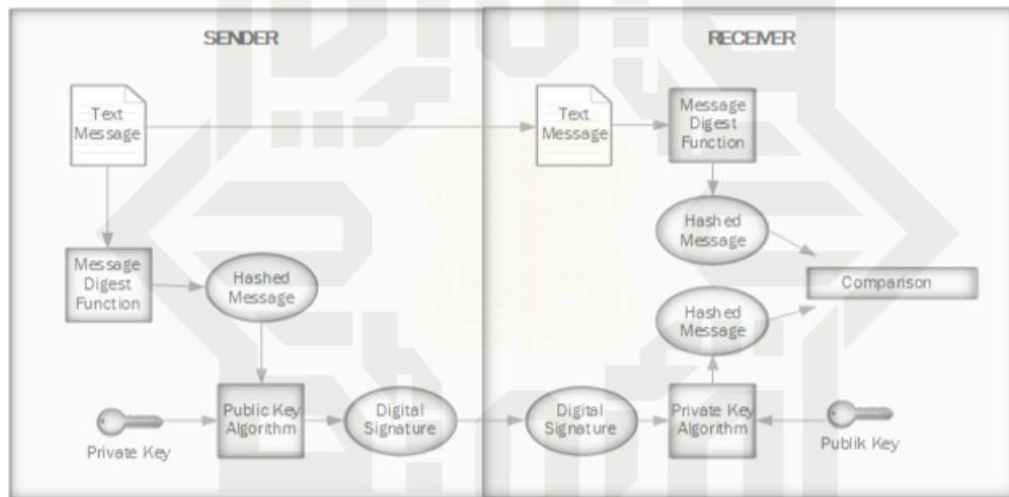 SENDER
Text
Message
Message
Digest
Function
Hashed
Message
Private Key
Public Key
Algorithm
Digital
Signature
RECEIVER
Text
Message
Message
Digest
Function
Hashed
Message
Comparison
Hashed
Message
Digital
Signature
Private Key
Algorithm
Publik Key